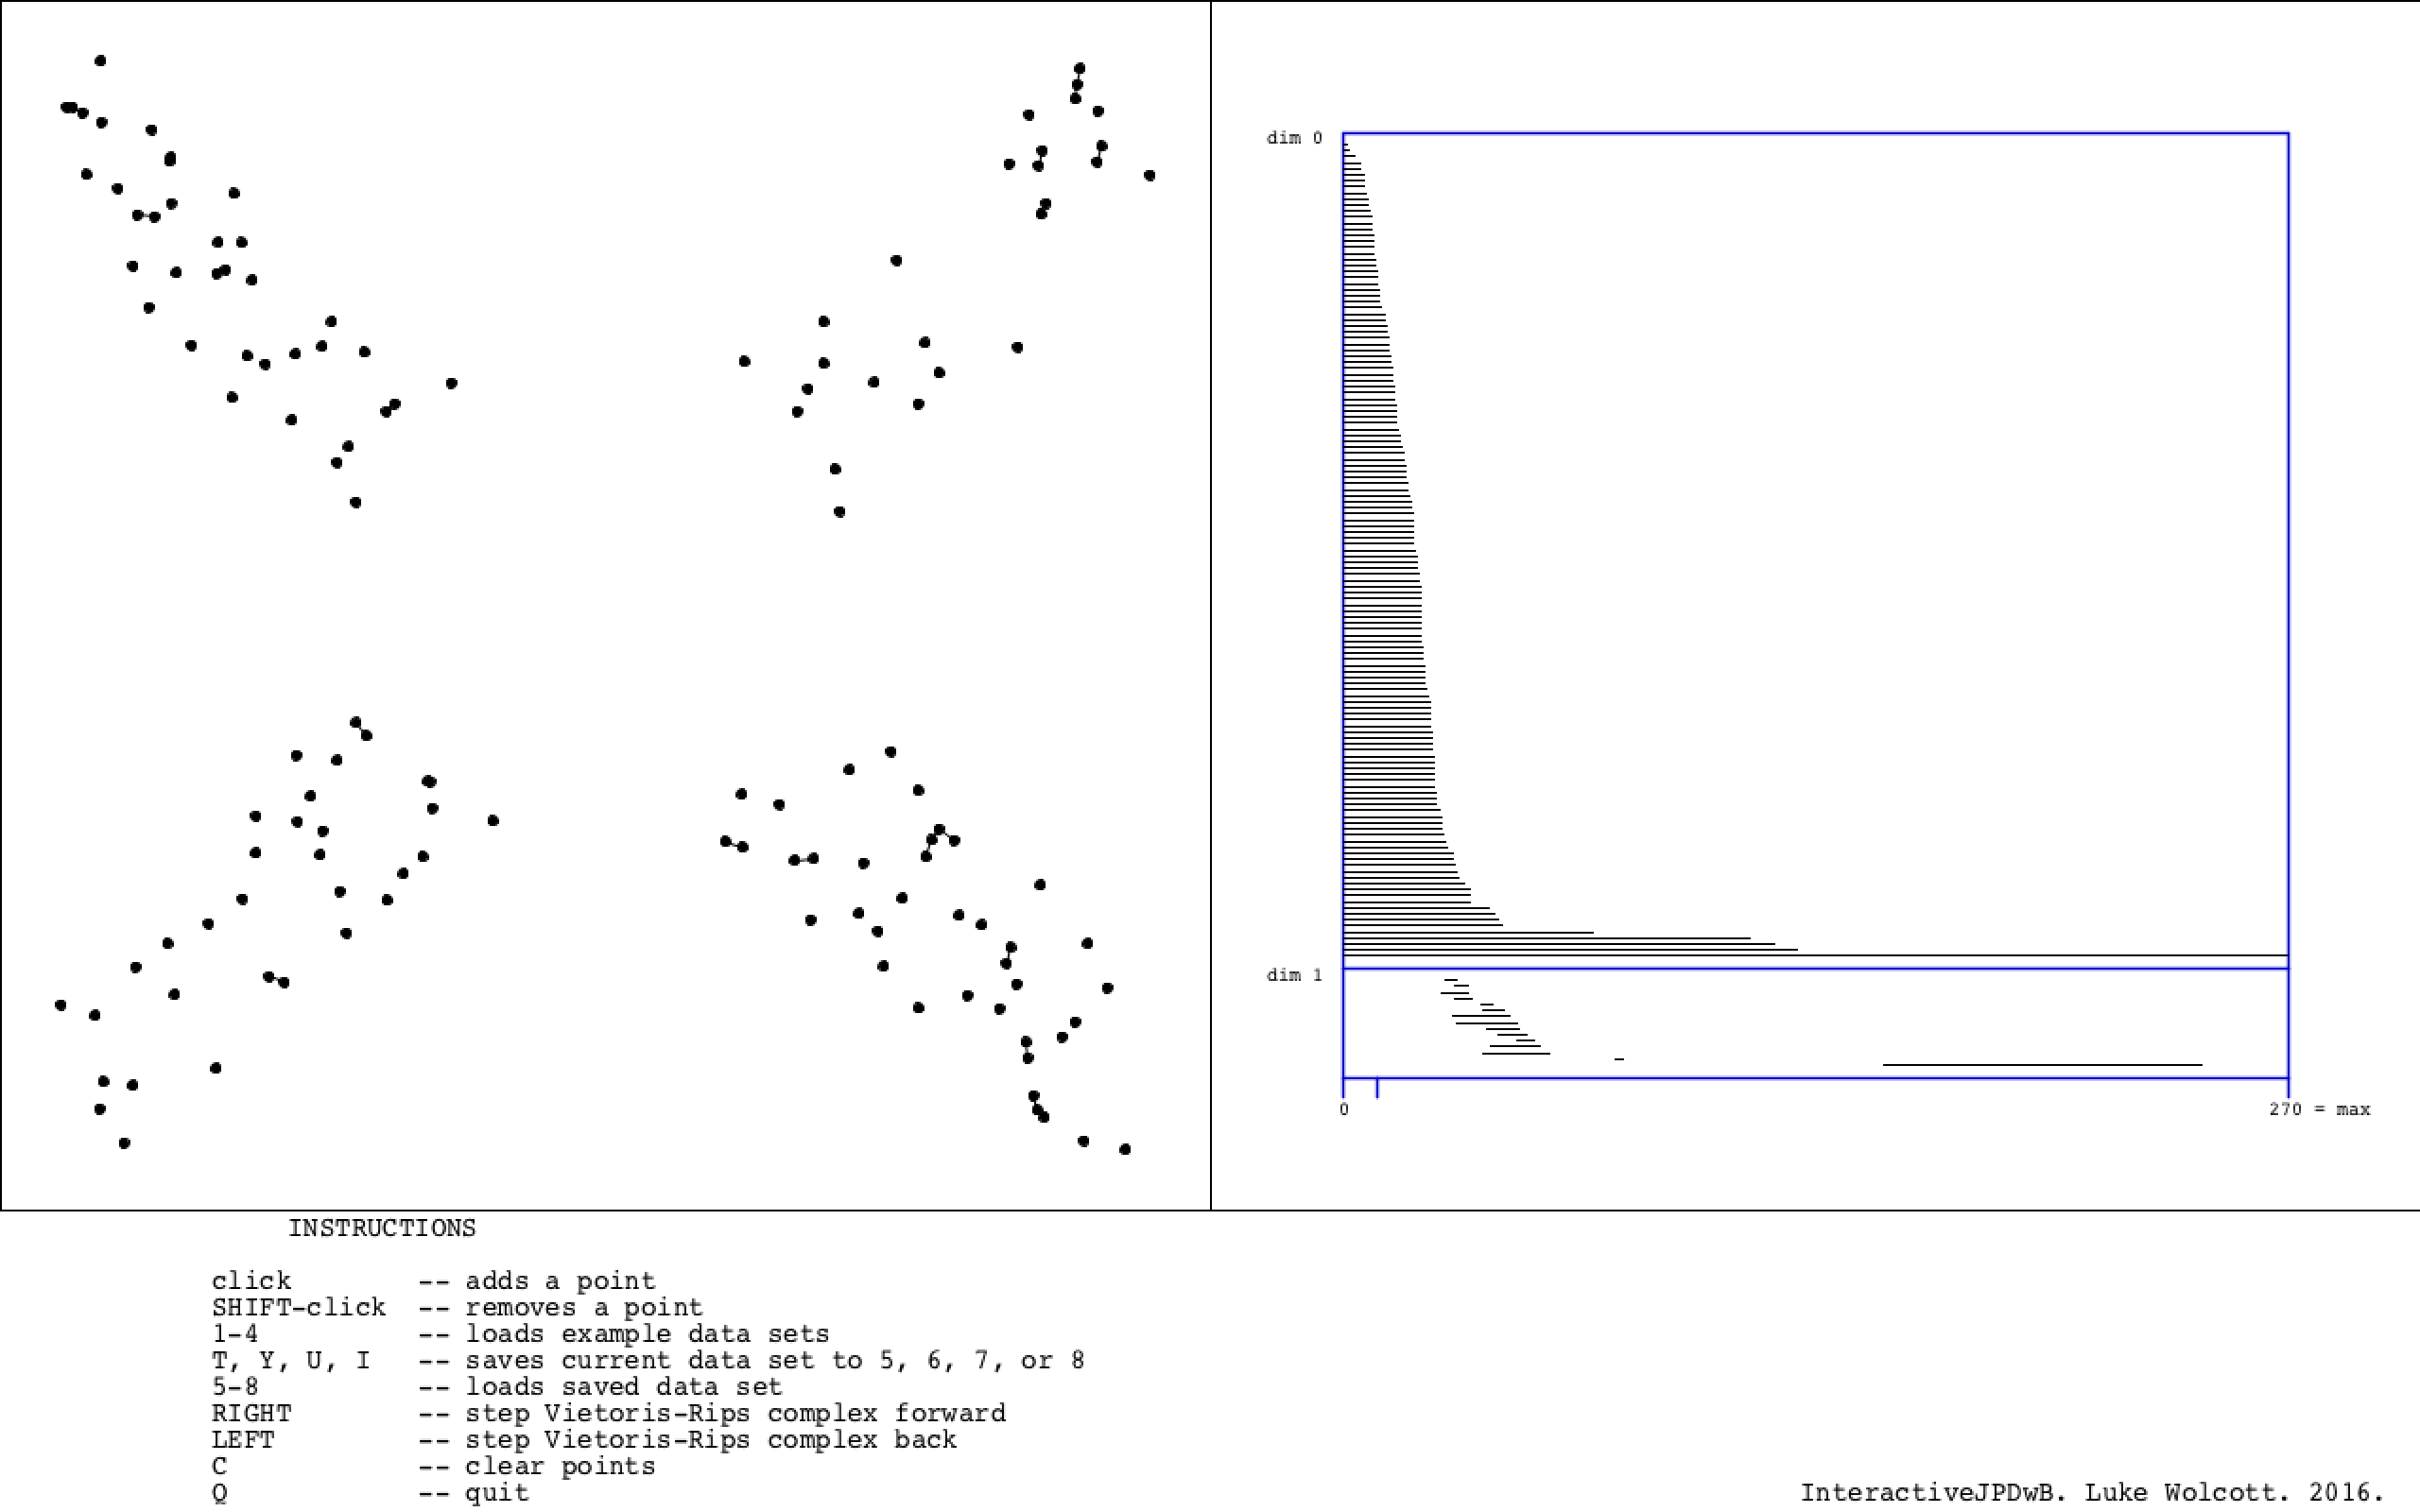 dim 0
dim 1
0
270 = max
INSTRUCTIONS
click -- adds a point
SHIFT-click -- removes a point
1-4 -- loads example data sets
T, Y, U, I -- saves current data set to 5, 6, 7, or 8
5-8 -- loads saved data set
RIGHT -- step Vietoris-Rips complex forward
LEFT -- step Vietoris-Rips complex back
C -- clear points
Q -- quit
InteractiveJPDwB. Luke Wolcott. 2016.